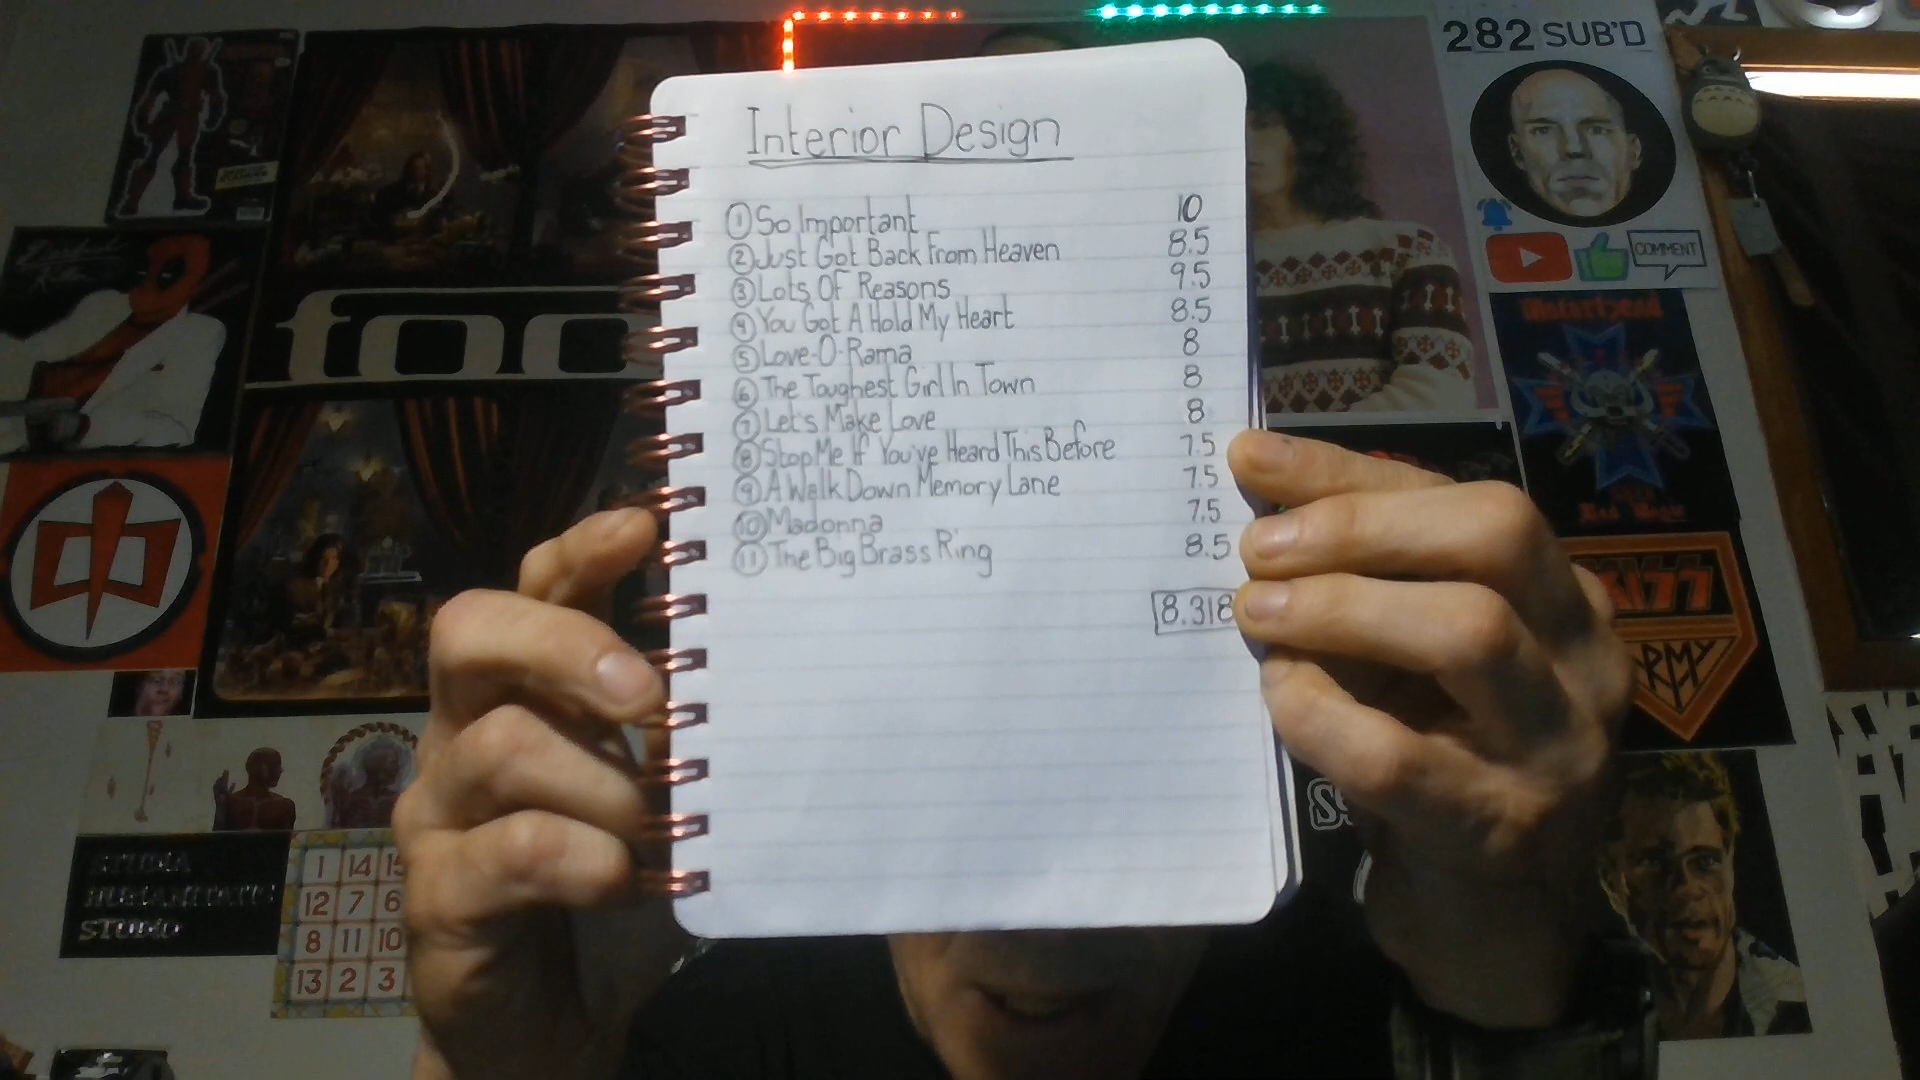 282 SUB'D
Interior Design
① So Important 10
② Just Got Back From Heaven 8.5
③ Lots Of Reasons 9.5
④ You Got A Hold My Heart 8.5
⑤ Love-O-Rama 8
⑥ The Toughest Girl In Town 8
⑦ Let's Make Love 8
⑧ Stop Me If You've Heard This Before 7.5
⑨ A Walk Down Memory Lane 7.5
⑩ Madonna 7.5
⑪ The Big Brass Ring 8.5
8.318
COMMENT
Motorhead
KISS
STUDIO
1 14 15
12 7 6
8 11 10
13 2 3